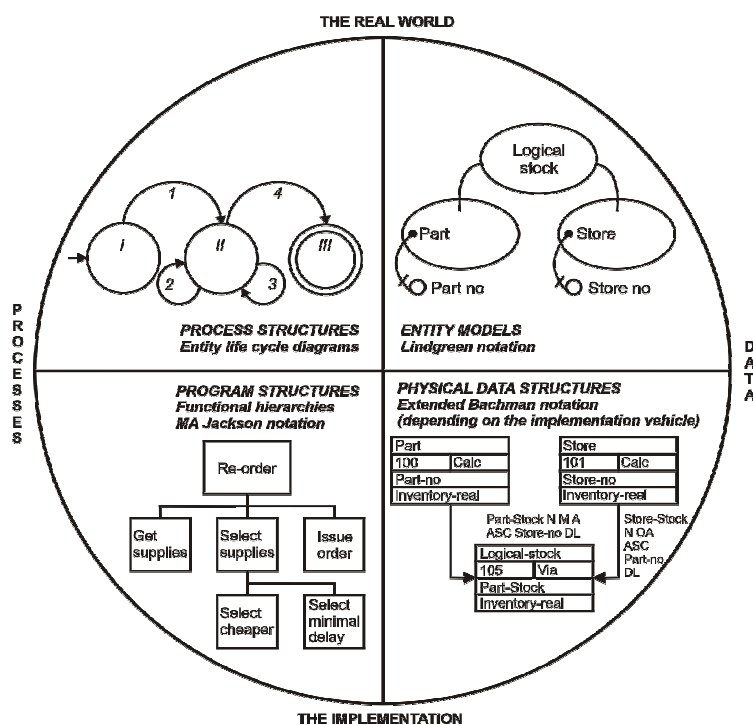 THE REAL WORLD
1
4
I
II
III
2
3
PROCESS STRUCTURES
Entity life cycle diagrams
Logical
stock
Part
Store
Part no
Store no
ENTITY MODELS
Lindgreen notation
PROCESSES
DATA
PROGRAM STRUCTURES
Functional hierarchies
MA Jackson notation
Re-order
Get
supplies
Select
supplies
Issue
order
Select
cheaper
Select
minimal
delay
PHYSICAL DATA STRUCTURES
Extended Bachman notation
(depending on the implementation vehicle)
Part
100 Calc
Part-no
Inventory-real
Store
101 Calc
Store-no
Inventory-real
Part-Stock N M A
ASC Store-no DL
Store-Stock
N OA
ASC
Part-no
DL
Logical-stock
105 Via
Part-Stock
Inventory-real
THE IMPLEMENTATION